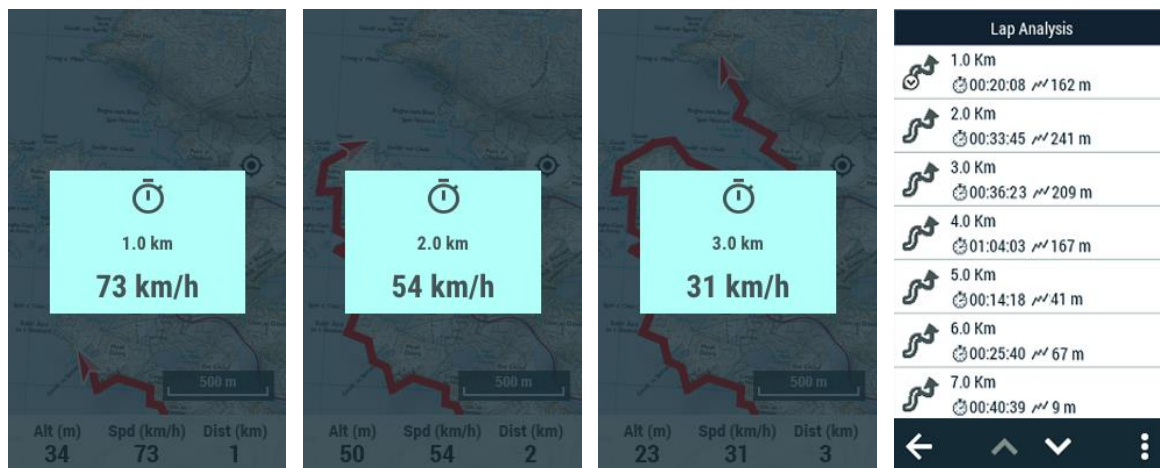 1.0 km
73 km/h
500 m
Alt (m) Spd (km/h) Dist (km)
34 73 1
2.0 km
54 km/h
500 m
Alt (m) Spd (km/h) Dist (km)
50 54 2
3.0 km
31 km/h
500 m
Alt (m) Spd (km/h) Dist (km)
23 31 3
Lap Analysis
1.0 Km
00:20:08 162 m
2.0 Km
00:33:45 241 m
3.0 Km
00:36:23 209 m
4.0 Km
01:04:03 167 m
5.0 Km
00:14:18 41 m
6.0 Km
00:25:40 67 m
7.0 Km
00:40:39 9 m